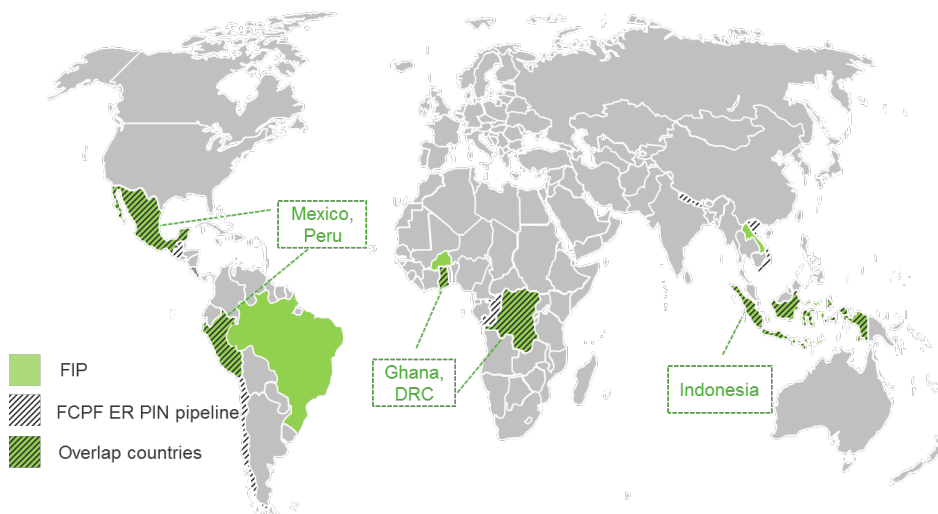 Mexico,
Peru
Ghana,
DRC
Indonesia
FIP
FCPF ER PIN pipeline
Overlap countries